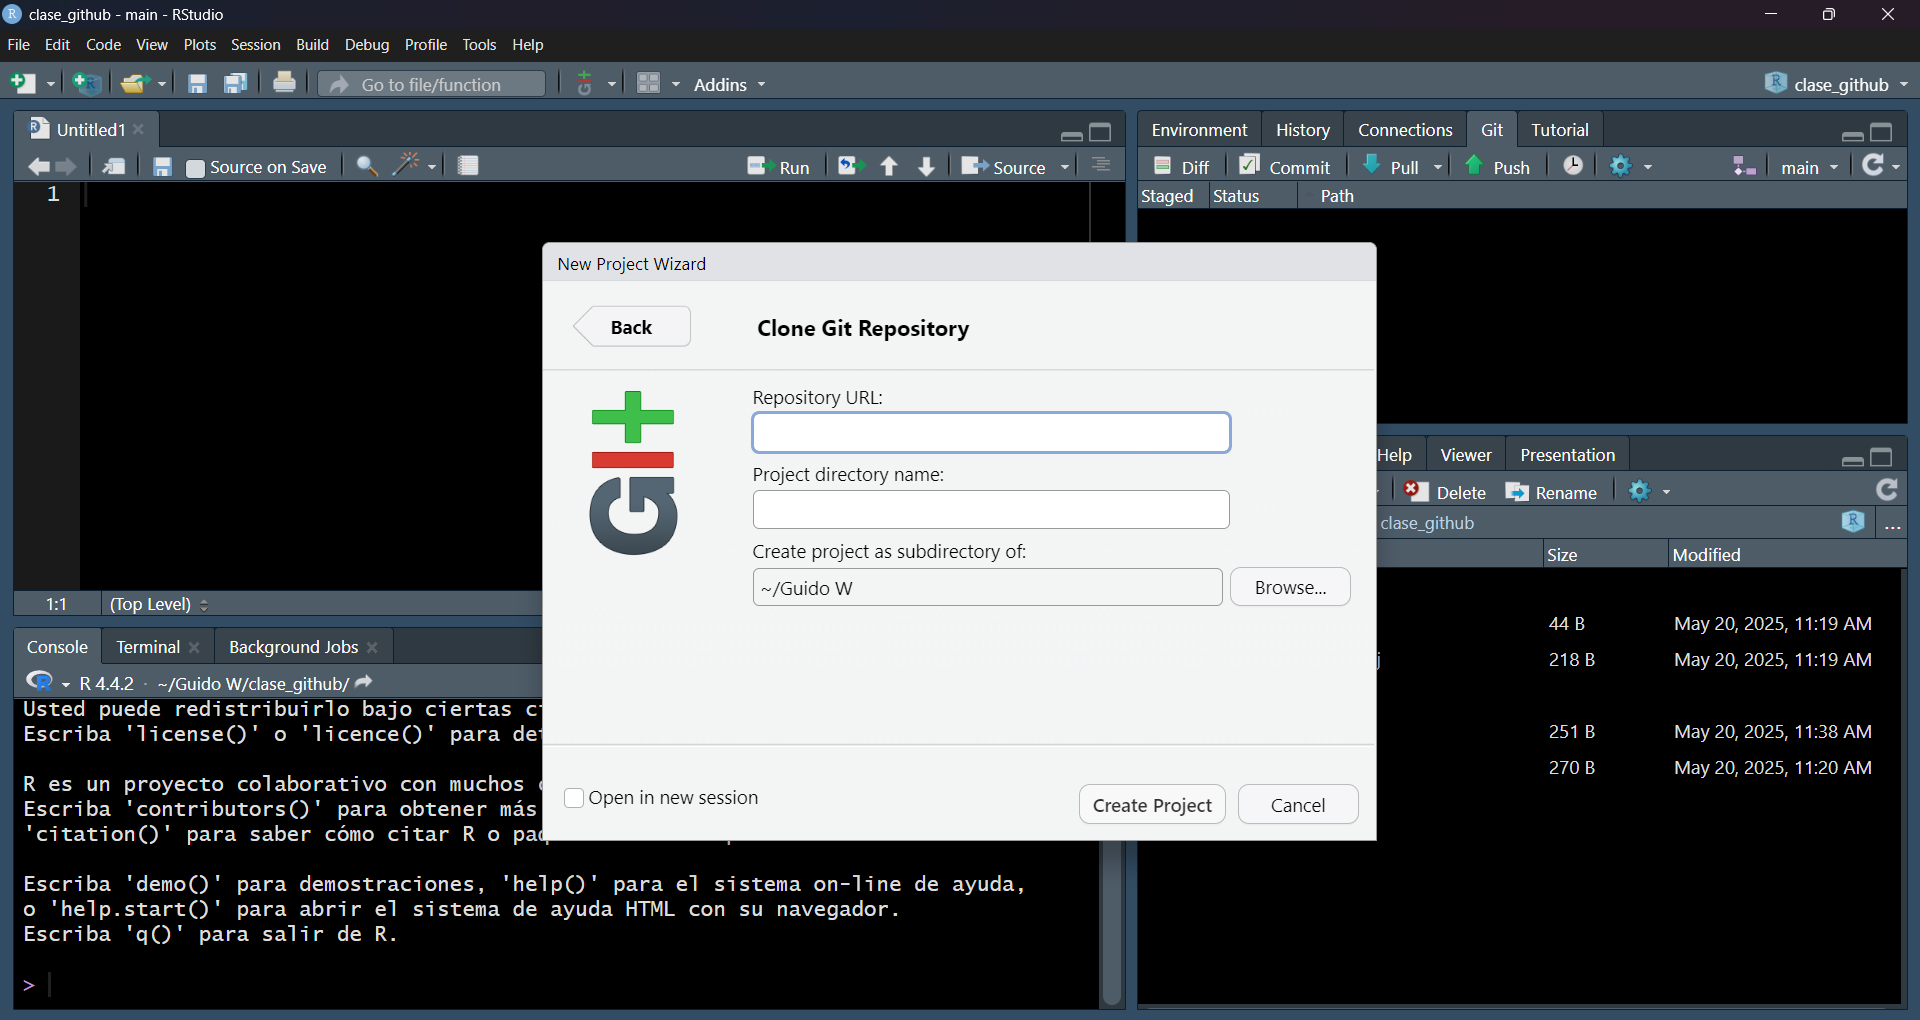 clase_github - main - RStudio
File Edit Code View Plots Session Build Debug Profile Tools Help
Go to file/function Addins clase_github
Untitled1
Source on Save Run Source
1
1:1 (Top Level)
Environment History Connections Git Tutorial
Diff Commit Pull Push main
Staged Status Path
New Project Wizard
Back Clone Git Repository
Git
Repository URL:
Project directory name:
Create project as subdirectory of:
~/Guido W Browse...
Open in new session Create Project Cancel
Console Terminal Background Jobs
R 4.4.2 · ~/Guido W/clase_github/
Usted puede redistribuirlo bajo ciertas
Escriba 'license()' o 'licence()' para
R es un proyecto colaborativo con muchos
Escriba 'contributors()' para obtener más
'citation()' para saber cómo citar R o
Escriba 'demo()' para demostraciones, 'help()' para el sistema on-line de ayuda,
o 'help.start()' para abrir el sistema de ayuda HTML con su navegador.
Escriba 'q()' para salir de R.
>
Help Viewer Presentation
Delete Rename
clase_github ...
Size Modified
44 B May 20, 2025, 11:19 AM
218 B May 20, 2025, 11:19 AM
251 B May 20, 2025, 11:38 AM
270 B May 20, 2025, 11:20 AM